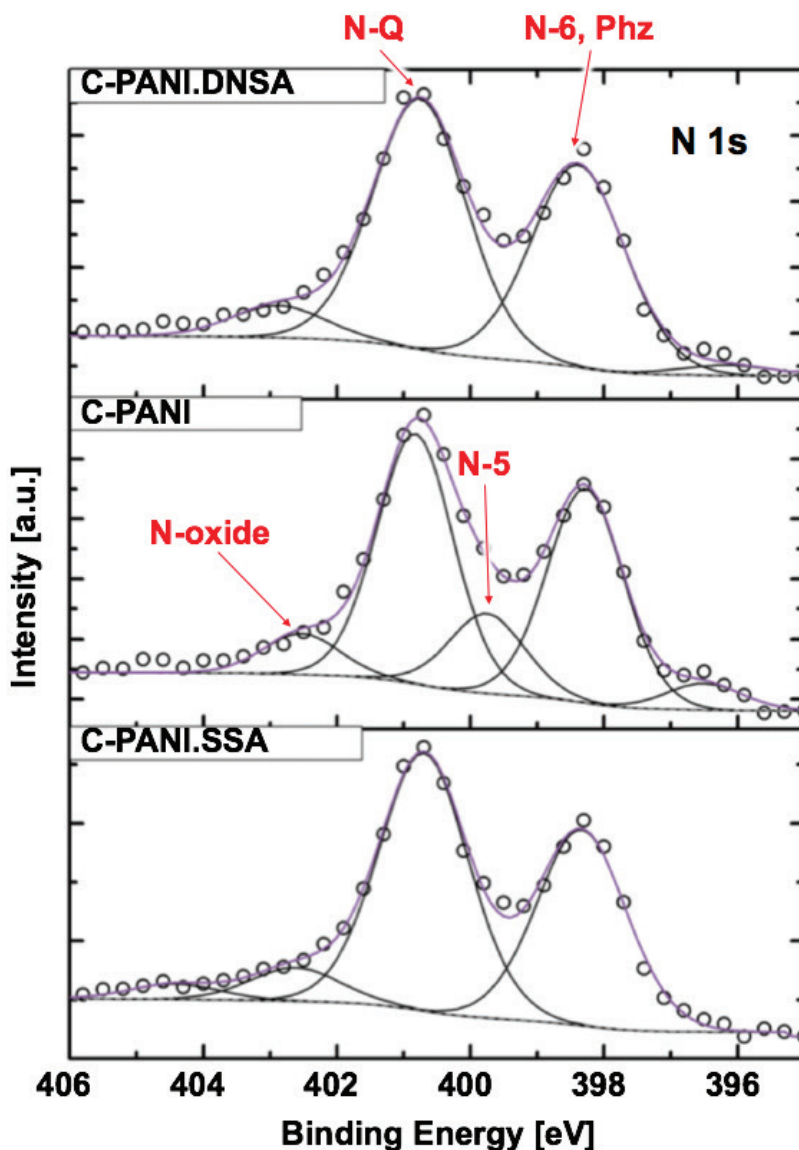 N-Q
N-6, Phz
C-PANI.DNSA
N 1s
C-PANI
N-5
N-oxide
Intensity [a.u.]
C-PANI.SSA
406 404 402 400 398 396
Binding Energy [eV]